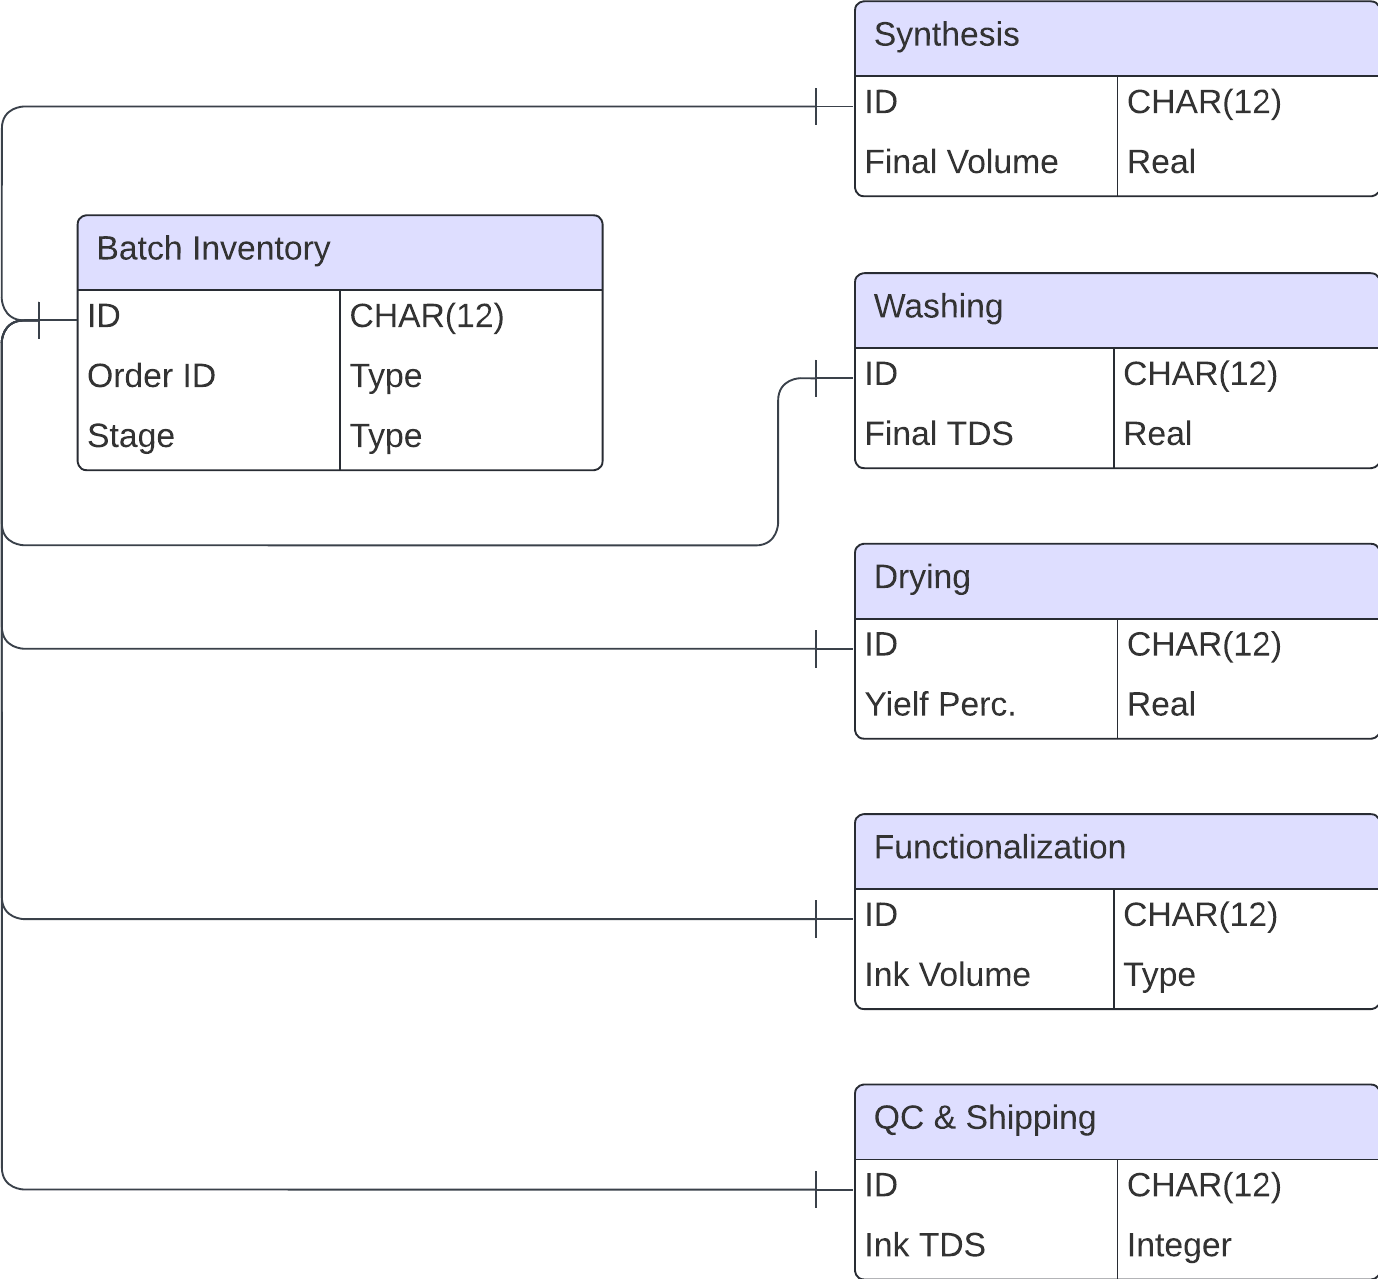 Synthesis
ID CHAR(12)
Final Volume Real
Batch Inventory
ID CHAR(12)
Order ID Type
Stage Type
Washing
ID CHAR(12)
Final TDS Real
Drying
ID CHAR(12)
Yielf Perc. Real
Functionalization
ID CHAR(12)
Ink Volume Type
QC & Shipping
ID CHAR(12)
Ink TDS Integer